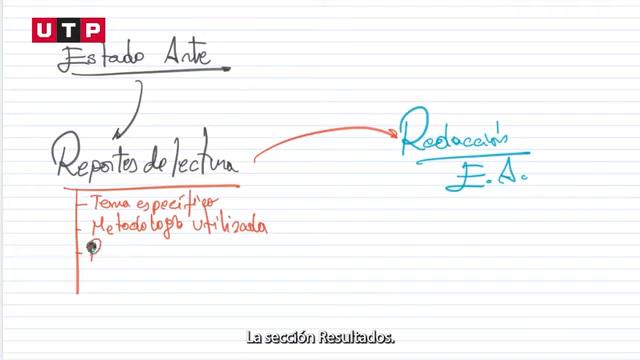 UTP
Estado Arte
Reportes de lectura
Redacción
E.A.
- Tema específico
- Metodología utilizada
-
La sección Resultados.